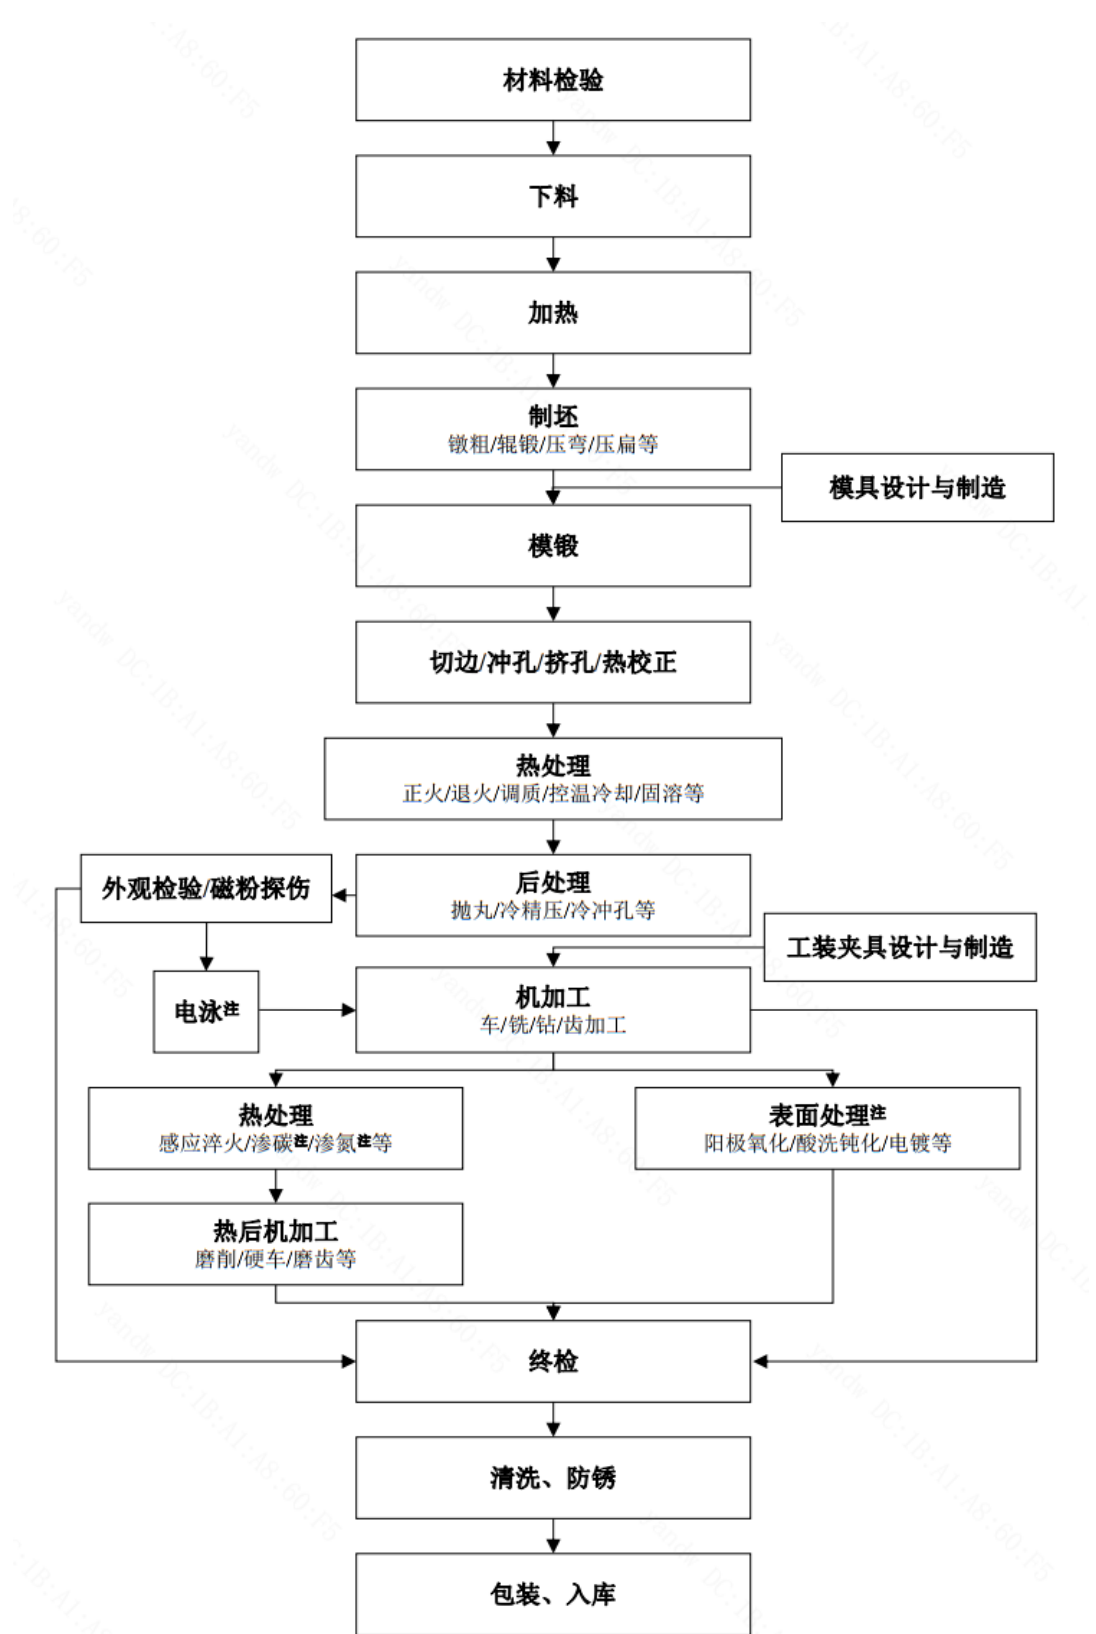 材料检验
下料
加热
制坯
镦粗/辊锻/压弯/压扁等
模具设计与制造
模锻
切边/冲孔/挤孔/热校正
热处理
正火/退火/调质/控温冷却/固溶等
外观检验/磁粉探伤
后处理
抛丸/冷精压/冷冲孔等
工装夹具设计与制造
电泳注
机加工
车/铣/钻/齿加工
热处理
感应淬火/渗碳注/渗氮注等
表面处理注
阳极氧化/酸洗钝化/电镀等
热后机加工
磨削/硬车/磨齿等
终检
清洗、防锈
包装、入库